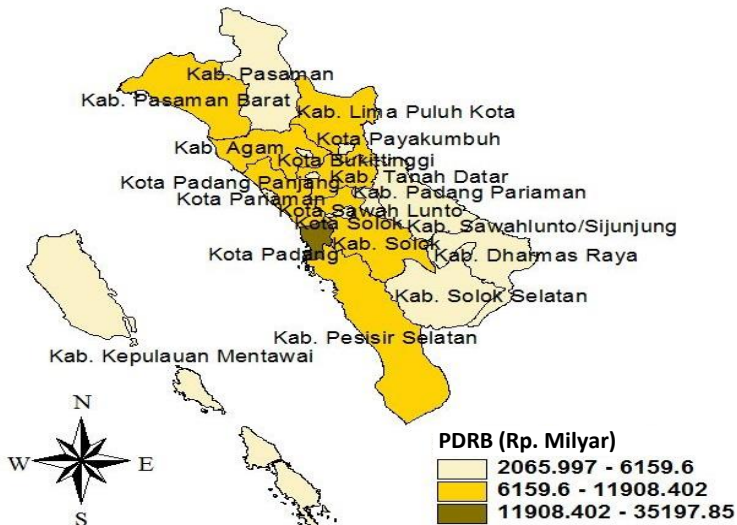 Kab. Pasaman
Kab. Pasaman Barat
Kab. Lima Puluh Kota
Kota Payakumbuh
Kab. Agam
Kota Bukittinggi
Kab. Tanah Datar
Kota Padang Panjang
Kab. Padang Pariaman
Kota Pariaman
Kota Sawah Lunto
Kota Solok
Kab. Sawahlunto/Sijunjung
Kab. Solok
Kota Padang
Kab. Dharmas Raya
Kab. Solok Selatan
Kab. Pesisir Selatan
Kab. Kepulauan Mentawai
N
W
E
S
PDRB (Rp. Milyar)
2065.997 - 6159.6
6159.6 - 11908.402
11908.402 - 35197.85